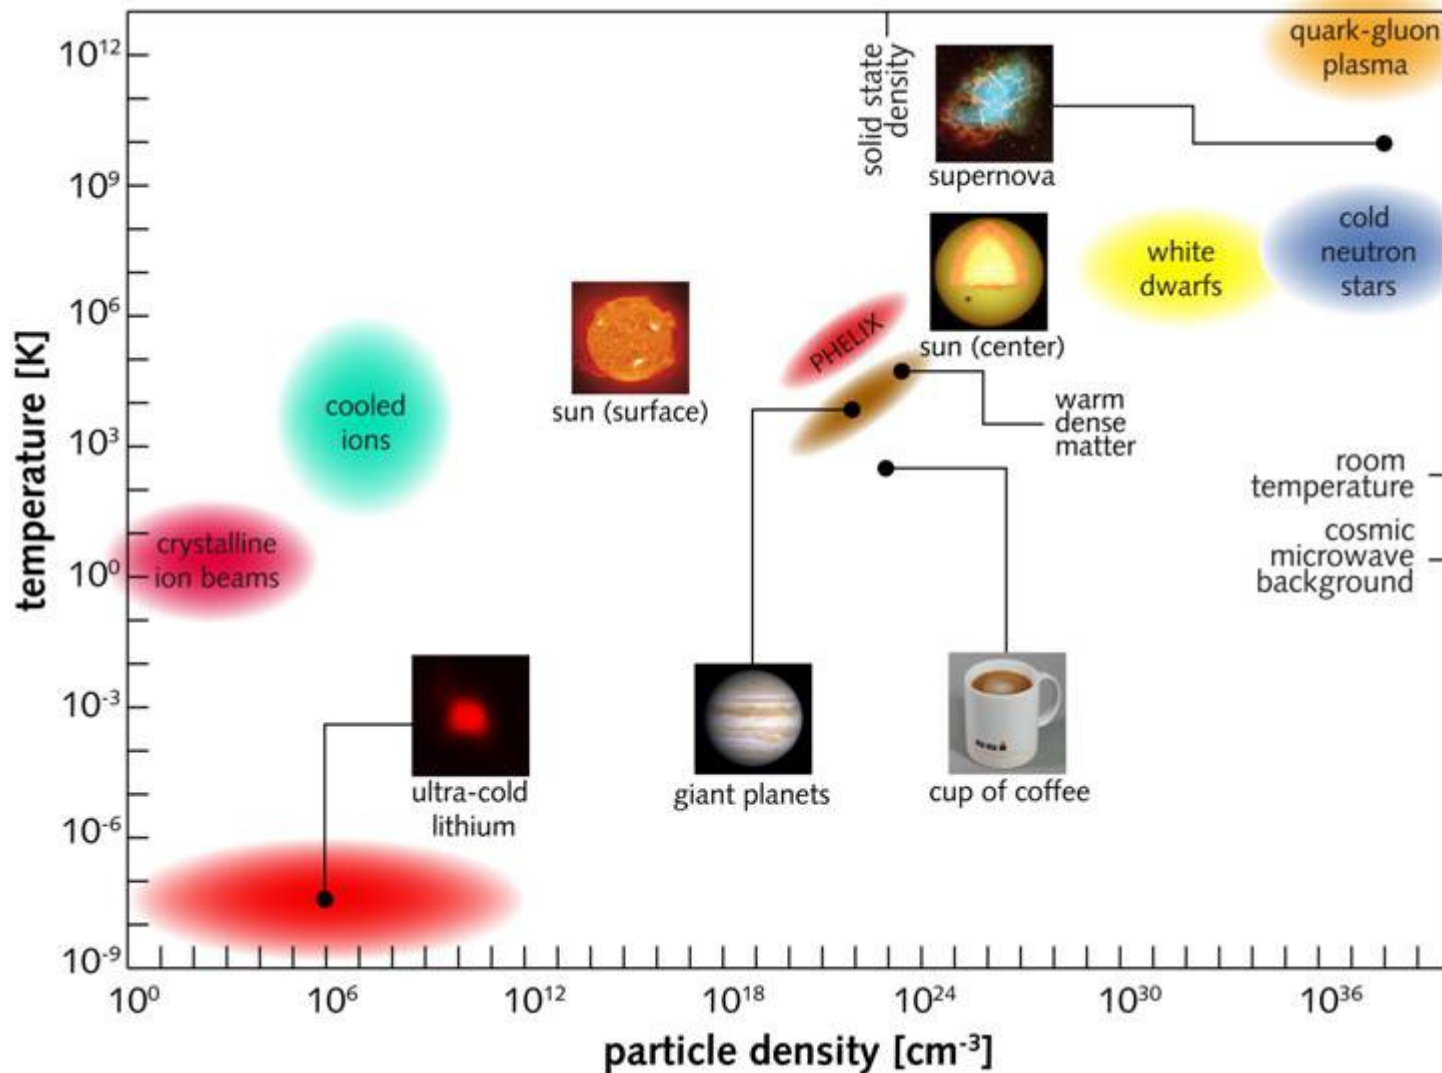 10¹²
10⁹
10⁶
10³
10⁰
10⁻³
10⁻⁶
10⁻⁹
temperature [K]
solid state
density
quark-gluon
plasma
supernova
cold
neutron
stars
white
dwarfs
PHELIX
sun (center)
sun (surface)
cooled
ions
warm
dense
matter
room
temperature
cosmic
microwave
background
crystalline
ion beams
ultra-cold
lithium
giant planets
cup of coffee
10⁰
10⁶
10¹²
10¹⁸
10²⁴
10³⁰
10³⁶
particle density [cm⁻³]